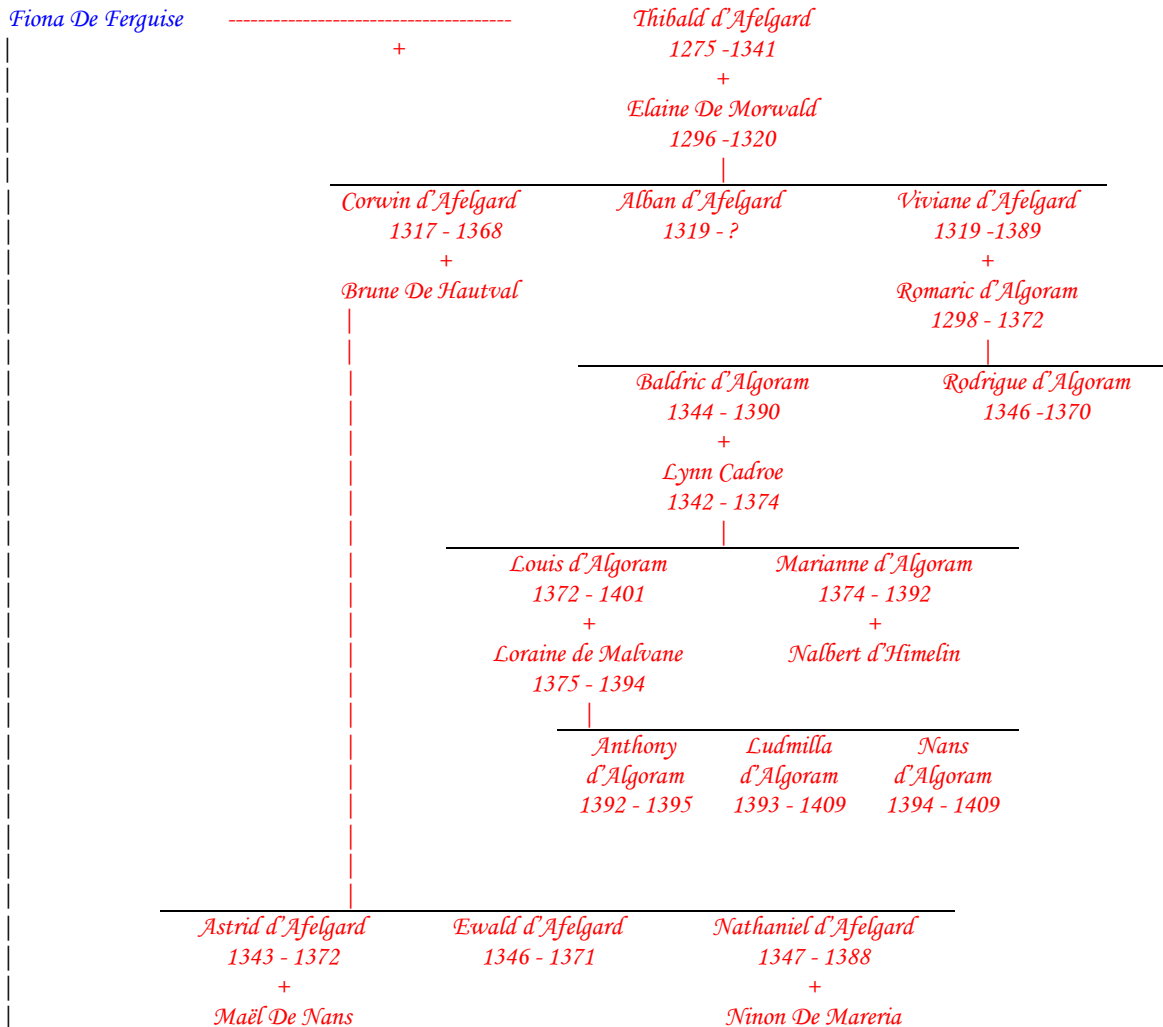 Fiona De Ferguise ------------------------------------- Thibald d'Afelgard
+ 1275 -1341
+
Elaine De Morwald
1296 -1320
Corwin d'Afelgard Alban d'Afelgard Viviane d'Afelgard
1317 - 1368 1319 - ? 1319 -1389
+ +
Brune De Hautval Romaric d'Algoram
1298 - 1372
Baldric d'Algoram Rodrigue d'Algoram
1344 - 1390 1346 -1370
+
Lynn Cadroe
1342 - 1374
Louis d'Algoram Marianne d'Algoram
1372 - 1401 1374 - 1392
+ +
Loraine de Malvane Nalbert d'Himelin
1375 - 1394
Anthony Ludmilla Nans
d'Algoram d'Algoram d'Algoram
1392 - 1395 1393 - 1409 1394 - 1409
Astrid d'Afelgard Ewald d'Afelgard Nathaniel d'Afelgard
1343 - 1372 1346 - 1371 1347 - 1388
+ +
Maël De Nans Ninon De Mareria